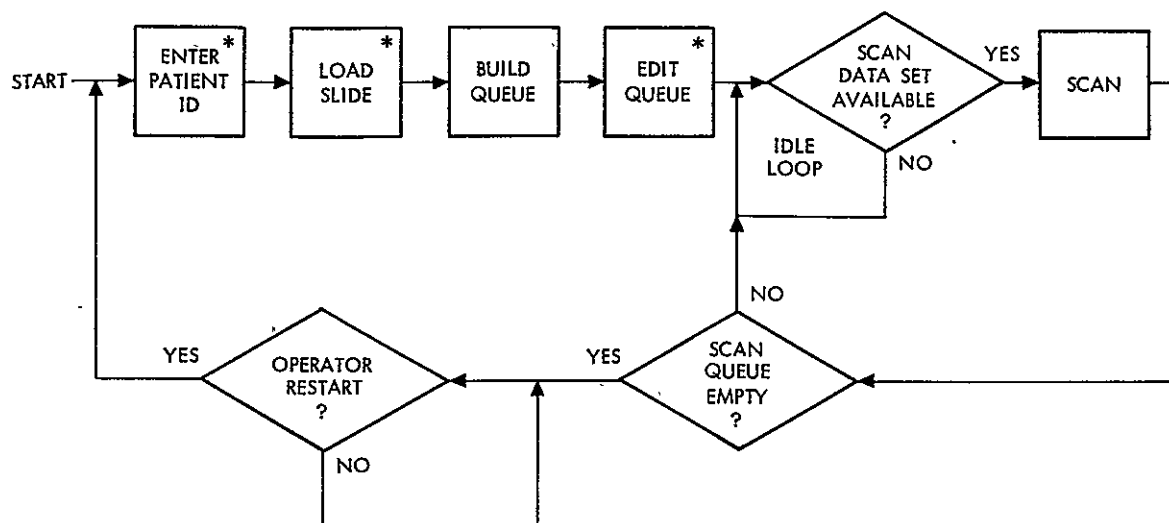 START
ENTER *
PATIENT
ID
LOAD *
SLIDE
BUILD
QUEUE
EDIT *
QUEUE
SCAN
DATA SET
AVAILABLE
?
YES
SCAN
IDLE
LOOP
NO
NO
YES
OPERATOR
RESTART
?
YES
SCAN
QUEUE
EMPTY
?
NO